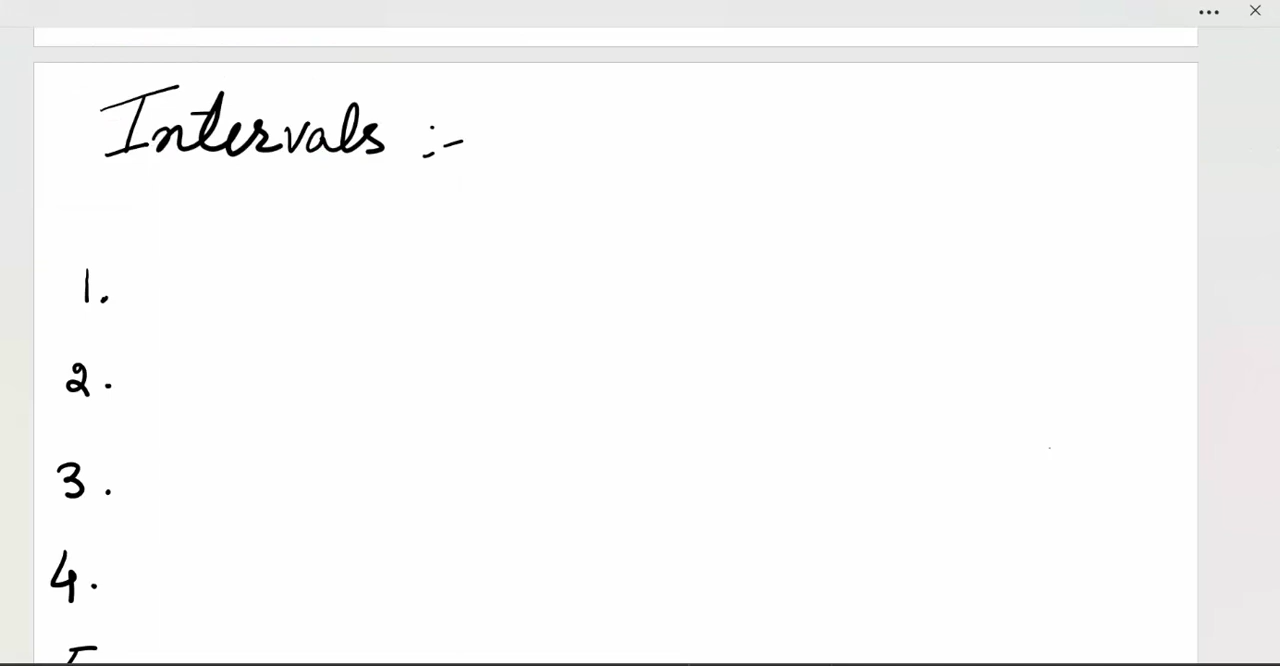 Intervals :-
1.
2.
3.
4.